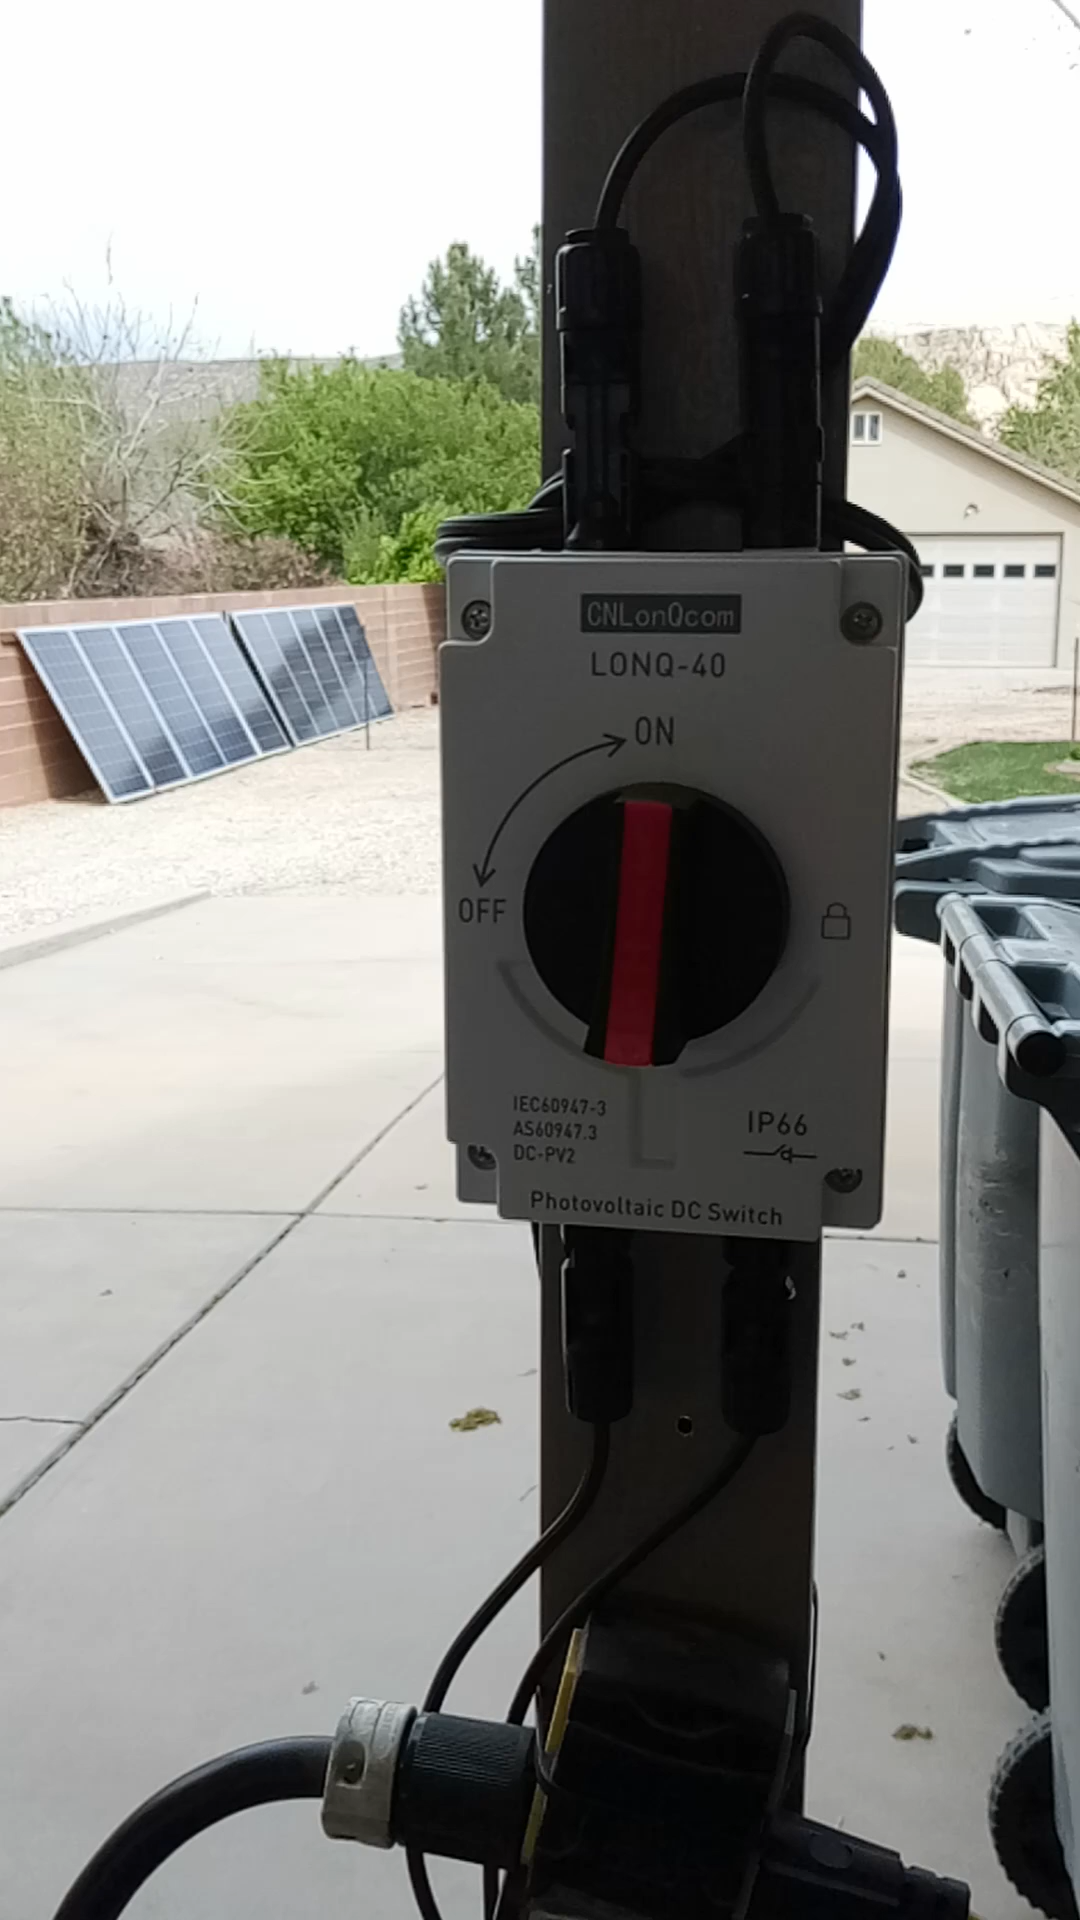 CNLonQcom
LONQ-40
ON
OFF
IEC60947-3
AS60947.3
DC-PV2
IP66
Photovoltaic DC Switch